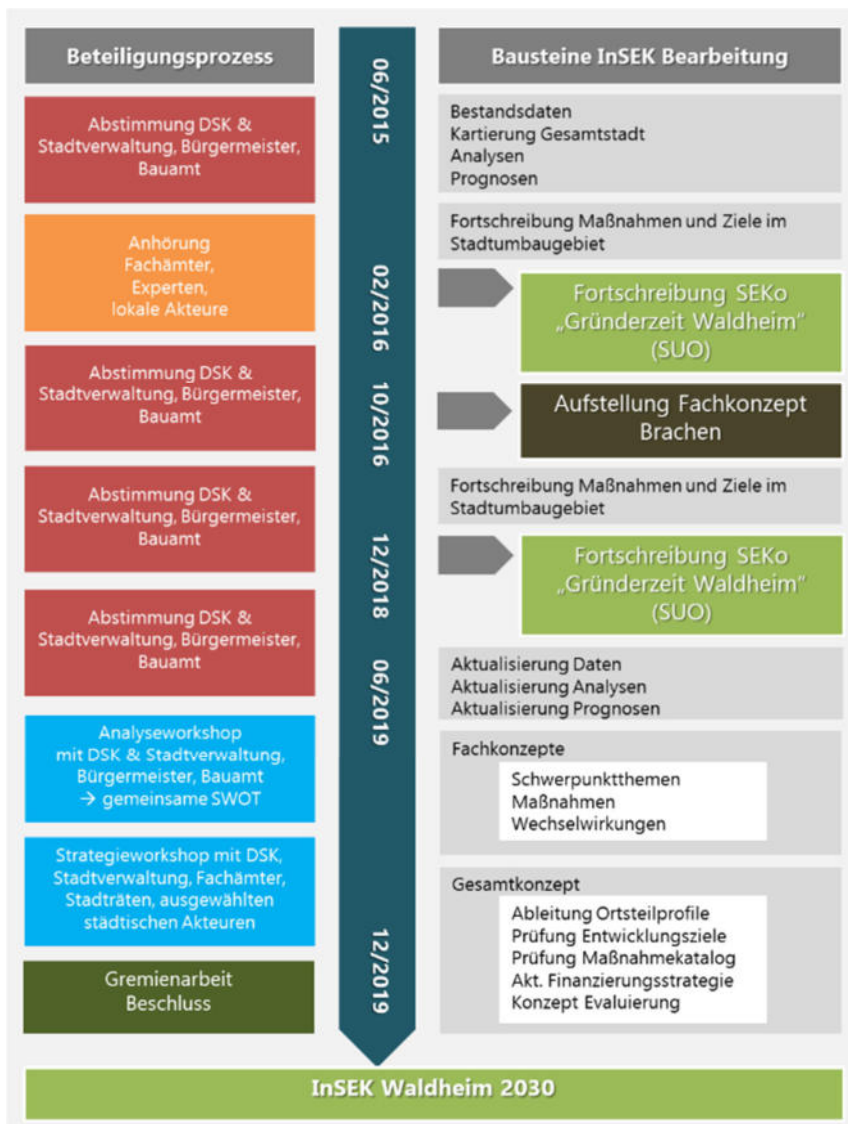 Beteiligungsprozess
Abstimmung DSK &
Stadtverwaltung, Bürgermeister,
Bauamt
Anhörung
Fachämter,
Experten,
lokale Akteure
Abstimmung DSK &
Stadtverwaltung, Bürgermeister,
Bauamt
Abstimmung DSK &
Stadtverwaltung, Bürgermeister,
Bauamt
Abstimmung DSK &
Stadtverwaltung, Bürgermeister,
Bauamt
Analyseworkshop
mit DSK & Stadtverwaltung,
Bürgermeister, Bauamt
→ gemeinsame SWOT
Strategieworkshop mit DSK,
Stadtverwaltung, Fachämter,
Stadträten, ausgewählten
städtischen Akteuren
Gremienarbeit
Beschluss
06/2015
02/2016
10/2016
12/2018
06/2019
12/2019
Bausteine InSEK Bearbeitung
Bestandsdaten
Kartierung Gesamtstadt
Analysen
Prognosen
Fortschreibung Maßnahmen und Ziele im
Stadtumbaugebiet
Fortschreibung SEKo
„Gründerzeit Waldheim“
(SUO)
Aufstellung Fachkonzept
Brachen
Fortschreibung Maßnahmen und Ziele im
Stadtumbaugebiet
Fortschreibung SEKo
„Gründerzeit Waldheim“
(SUO)
Aktualisierung Daten
Aktualisierung Analysen
Aktualisierung Prognosen
Fachkonzepte
Schwerpunktthemen
Maßnahmen
Wechselwirkungen
Gesamtkonzept
Ableitung Ortsteilprofile
Prüfung Entwicklungsziele
Prüfung Maßnahmekatalog
Akt. Finanzierungsstrategie
Konzept Evaluierung
InSEK Waldheim 2030